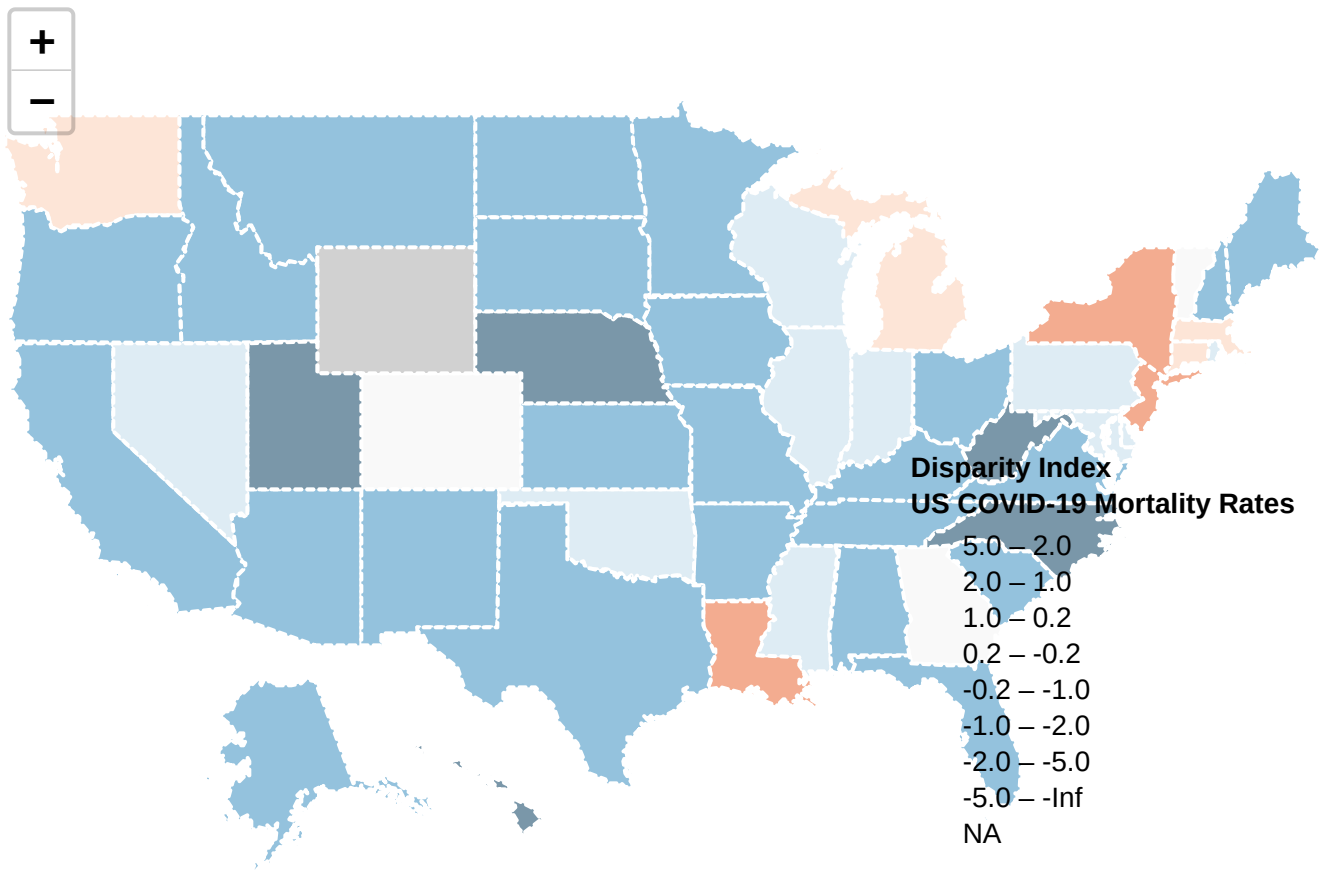 +
−
Disparity Index
US COVID-19 Mortality Rates
5.0 – 2.0
2.0 – 1.0
1.0 – 0.2
0.2 – -0.2
-0.2 – -1.0
-1.0 – -2.0
-2.0 – -5.0
-5.0 – -Inf
NA